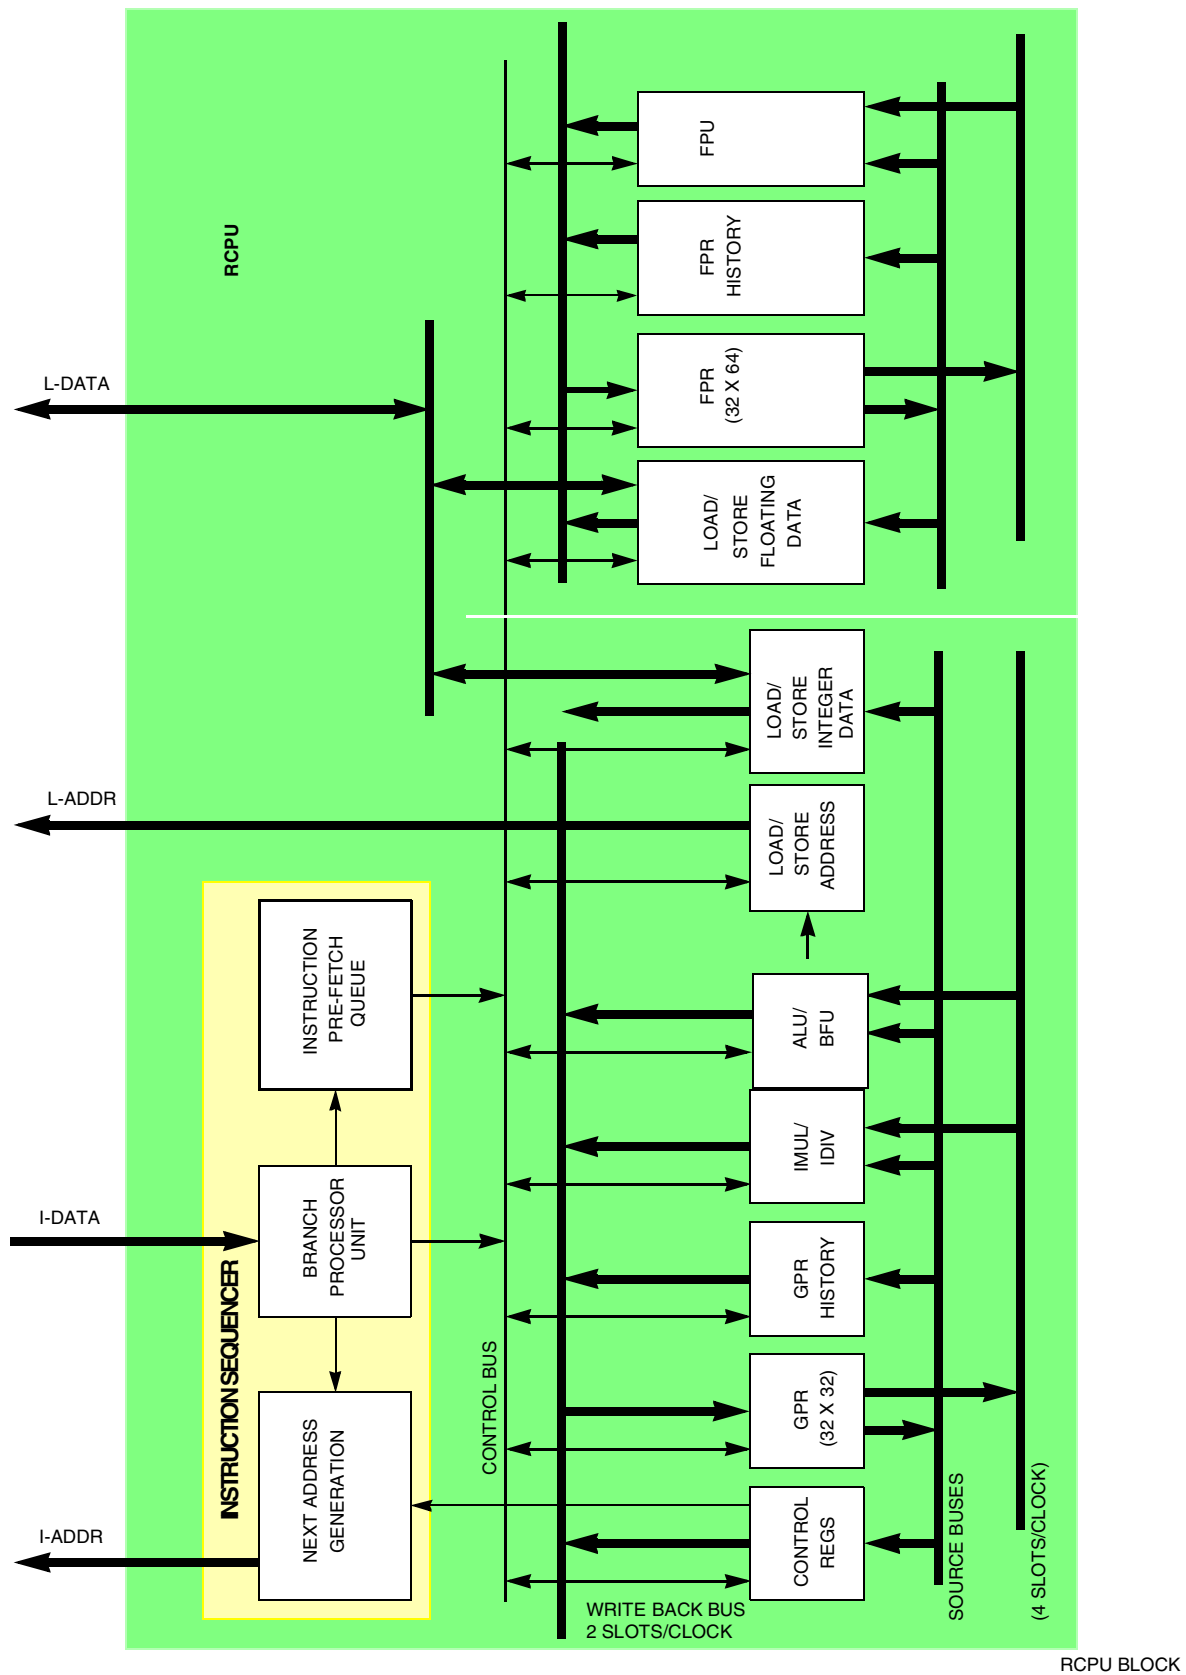 RCPU
L-DATA
L-ADDR
I-DATA
I-ADDR
FPU
FPR
HISTORY
FPR
(32 X 64)
LOAD/
STORE
FLOATING
DATA
LOAD/
STORE
INTEGER
DATA
LOAD/
STORE
ADDRESS
ALU/
BFU
IMUL/
IDIV
GPR
HISTORY
GPR
(32 X 32)
CONTROL
REGS
INSTRUCTION
PRE-FETCH
QUEUE
BRANCH
PROCESSOR
UNIT
NEXT ADDRESS
GENERATION
NSTRUCTION SEQUENCER
CONTROL BUS
WRITE BACK BUS
2 SLOTS/CLOCK
SOURCE BUSES
(4 SLOTS/CLOCK)
RCPU BLOCK